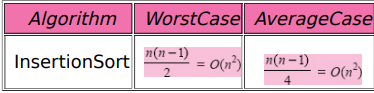 Algorithm WorstCase AverageCase
InsertionSort n(n-1)/2 = O(n²) n(n-1)/4 = O(n²)